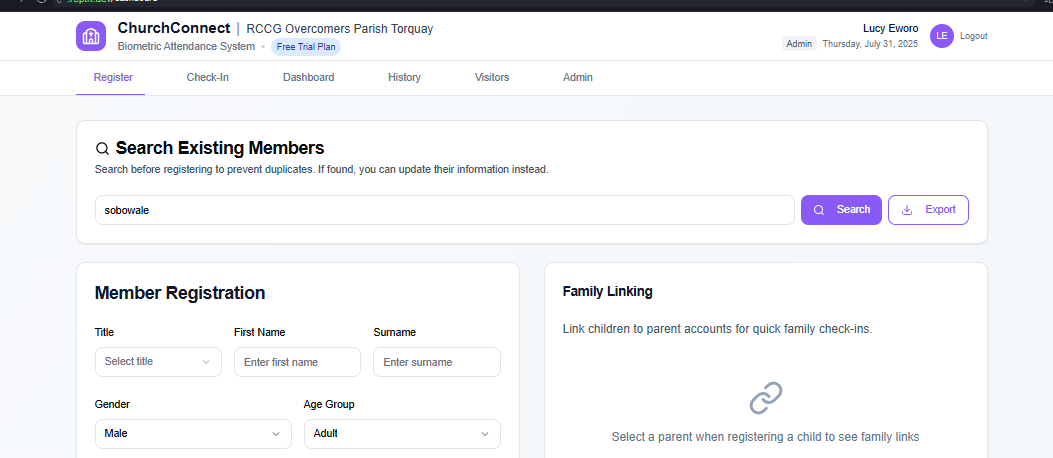 ChurchConnect | RCCG Overcomers Parish Torquay
Biometric Attendance System • Free Trial Plan
Lucy Eworo
Admin Thursday, July 31, 2025
LE
Logout
Register Check-In Dashboard History Visitors Admin
Search Existing Members
Search before registering to prevent duplicates. If found, you can update their information instead.
sobowale
Search
Export
Member Registration
Title First Name Surname
Select title Enter first name Enter surname
Gender Age Group
Male Adult
Family Linking
Link children to parent accounts for quick family check-ins.
Select a parent when registering a child to see family links